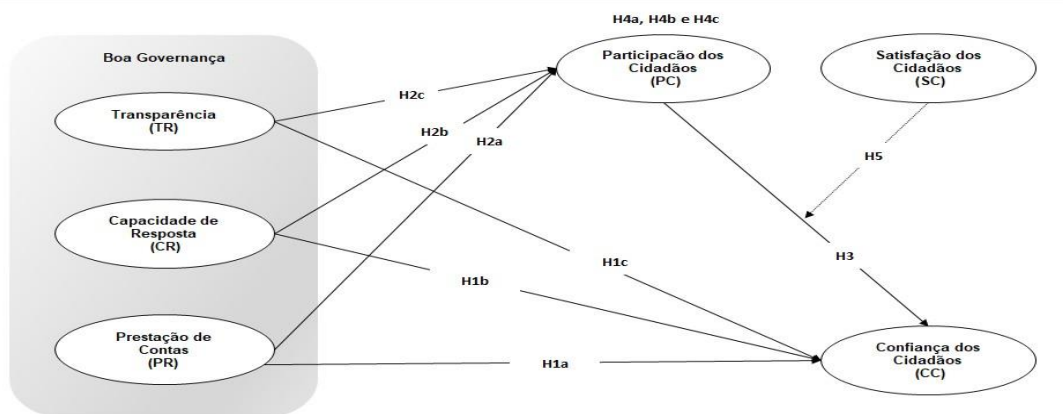 H4a, H4b e H4c
Boa Governança
Participacão dos
Cidadãos
(PC)
Satisfação dos
Cidadãos
(SC)
Transparência
(TR)
H2c
H2b
H2a
H5
Capacidade de
Resposta
(CR)
H1c
H3
H1b
Prestação de
Contas
(PR)
H1a
Confiança dos
Cidadãos
(CC)